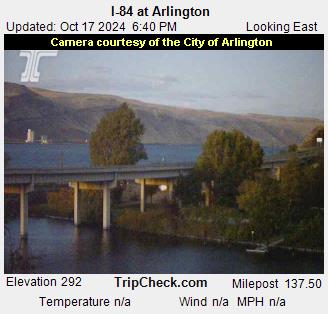 I-84 at Arlington
Updated: Oct 17 2024 6:40 PM Looking East
Camera courtesy of the City of Arlington
Elevation 292 TripCheck.com Milepost 137.50
Temperature n/a Wind n/a MPH n/a